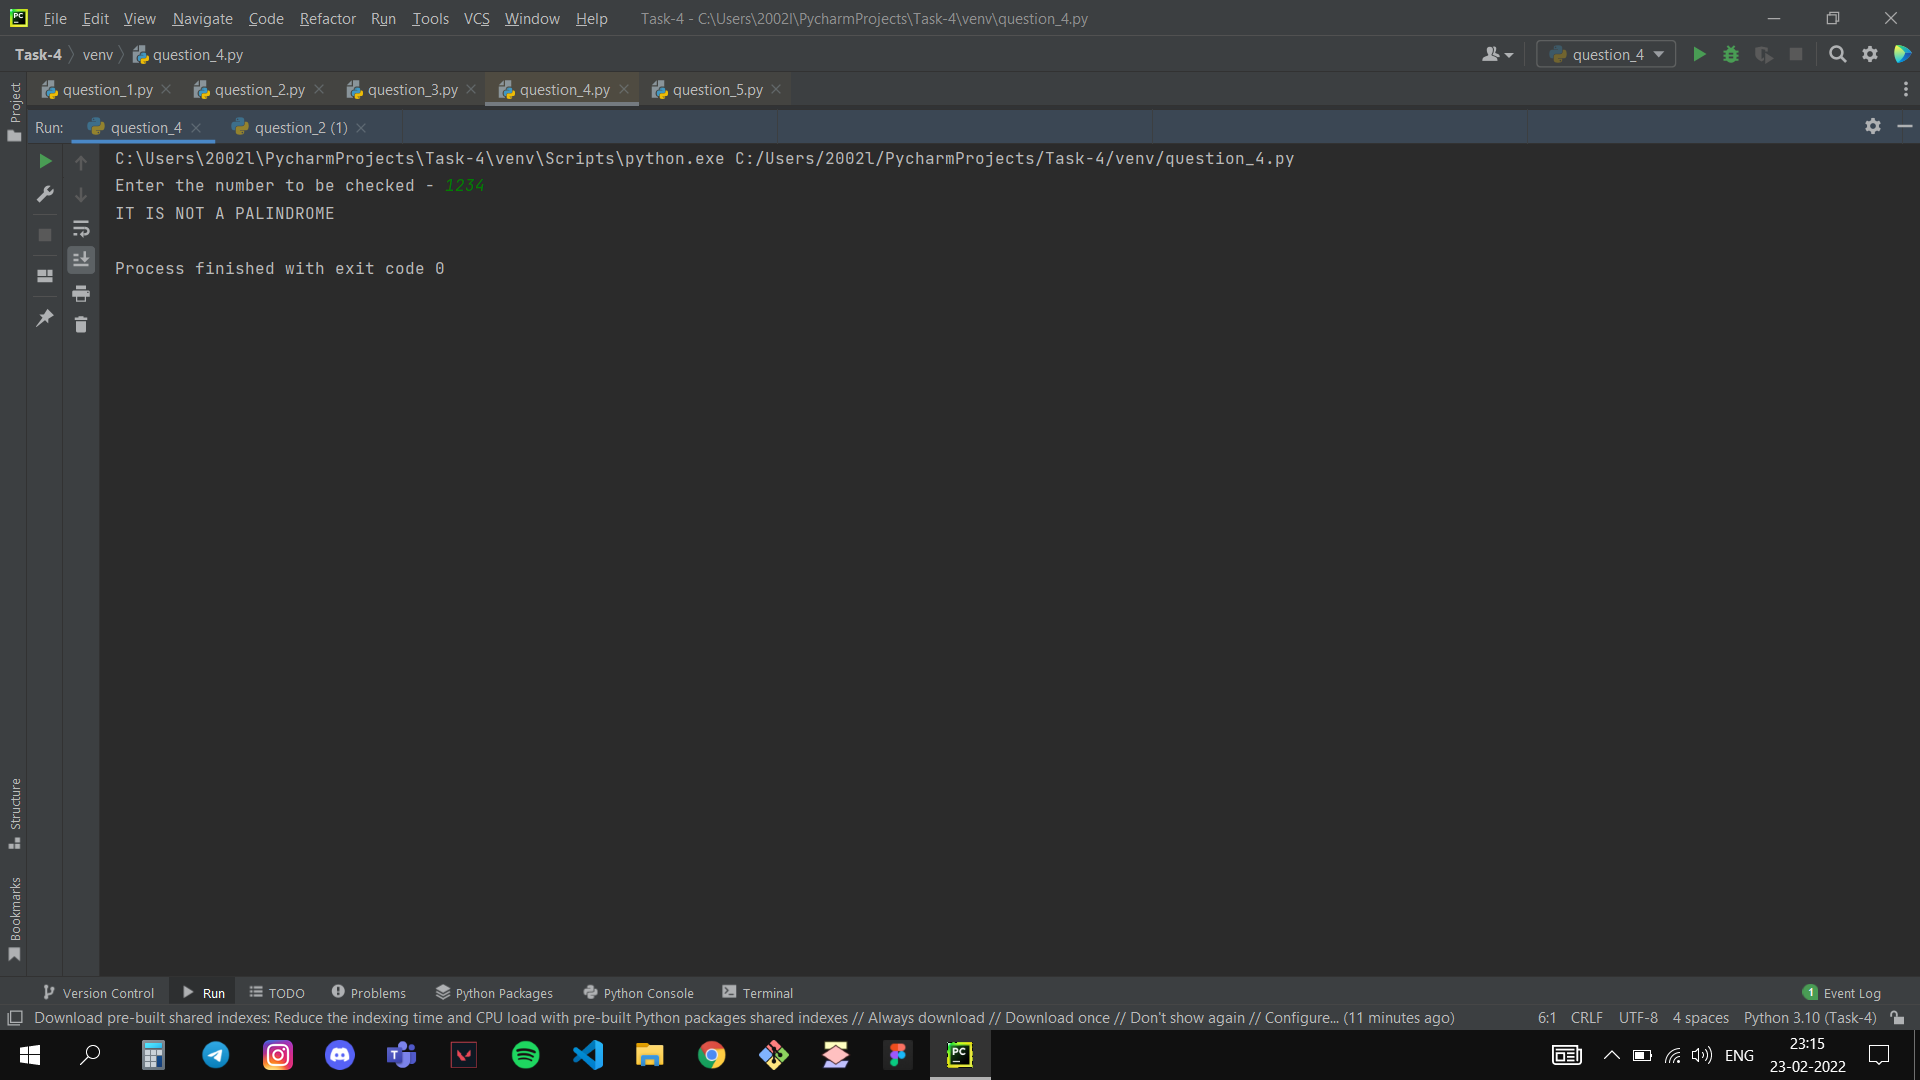 File Edit View Navigate Code Refactor Run Tools VCS Window Help Task-4 - C:\Users\2002l\PycharmProjects\Task-4\venv\question_4.py
Task-4 venv question_4.py question_4
question_1.py question_2.py question_3.py question_4.py question_5.py
Project
Run: question_4 question_2 (1)
C:\Users\2002l\PycharmProjects\Task-4\venv\Scripts\python.exe C:/Users/2002l/PycharmProjects/Task-4/venv/question_4.py
Enter the number to be checked - 1234
IT IS NOT A PALINDROME
Process finished with exit code 0
Structure
Bookmarks
Version Control Run TODO Problems Python Packages Python Console Terminal 1 Event Log
Download pre-built shared indexes: Reduce the indexing time and CPU load with pre-built Python packages shared indexes // Always download // Download once // Don't show again // Configure... (11 minutes ago) 6:1 CRLF UTF-8 4 spaces Python 3.10 (Task-4)
PC
ENG
23:15
23-02-2022